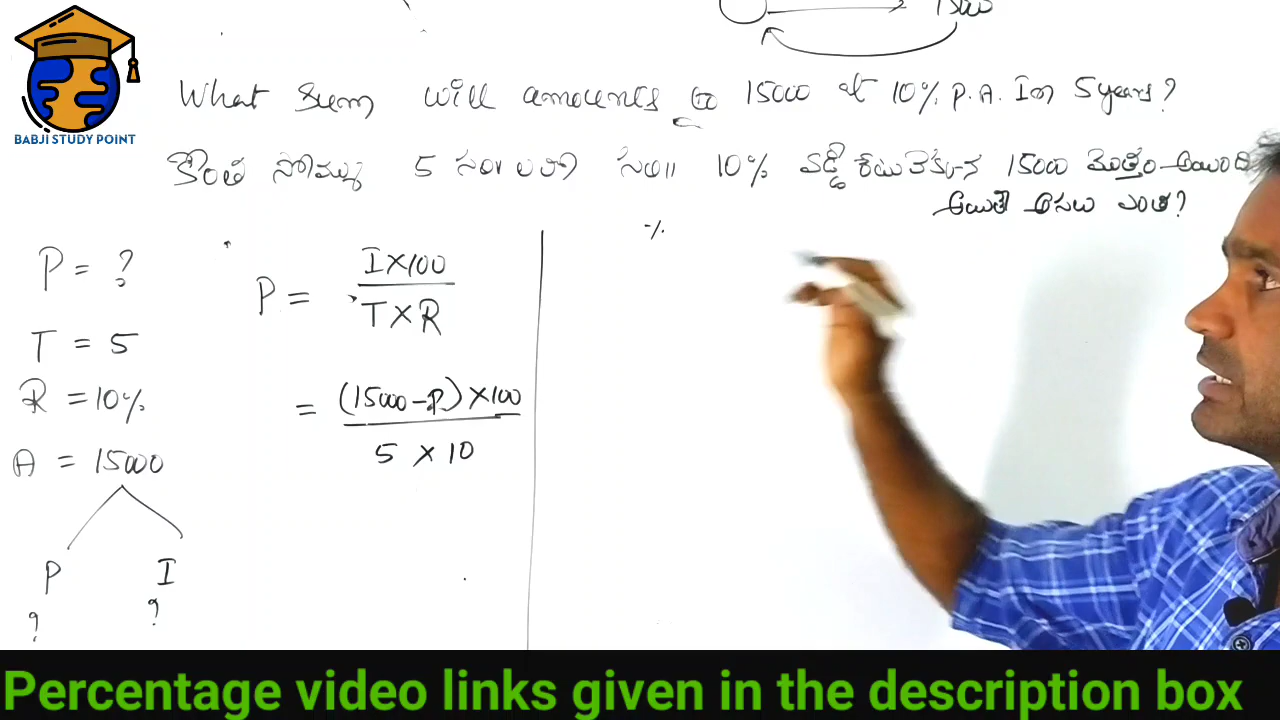 15000
BABJI STUDY POINT
What sum will amounts to 15000 at 10% P.A. In 5 years?
కొంత సొమ్ము 5 సం॥లలో సం॥ 10% వడ్డీ రేటు చొప్పున 15000 మొత్తం అయింది
అయితే అసలు ఎంత?
%
P = ?
T = 5
R = 10%
A = 15000
P I
? ?
P = I×100
T×R
= (15000-P)×100
5 × 10
Percentage video links given in the description box